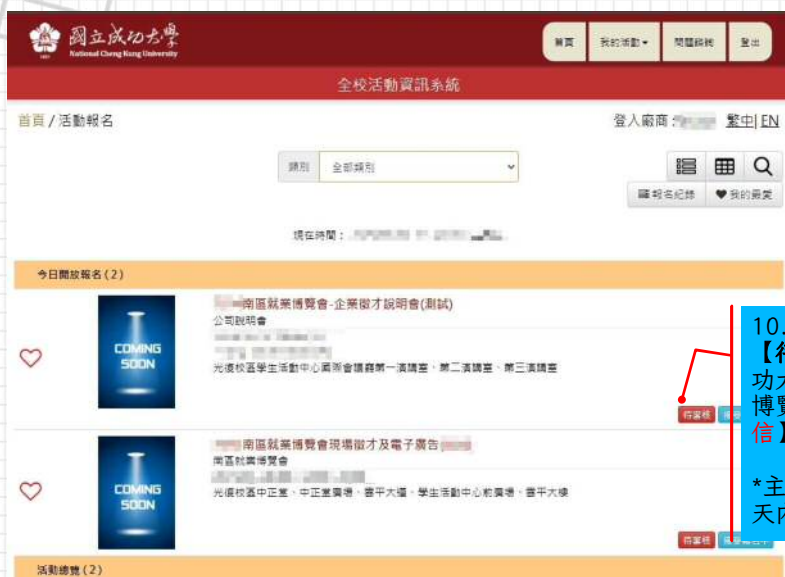 國立成功大學
National Cheng Kung University
首頁 我的活動 問題諮詢 登出
全校活動資訊系統
首頁 / 活動報名
登入廠商: 繁中| EN
類別 全部類別
報名紀錄 我的最愛
現在時間:
今日開放報名(2)
COMING SOON
南區就業博覽會-企業徵才說明會(測試)
公司說明會
光復校區學生活動中心國際會議廳第一演講室、第二演講室、第三演講室
待審核
COMING SOON
南區就業博覽會現場徵才及電子廣告
南區就業博覽會
光復校區中正堂、中正堂廣場、雲平大道、學生活動中心前廣場、雲平大樓
待審核
活動總覽(2)
10.
【待
功大
博覽
信】
*主
天內